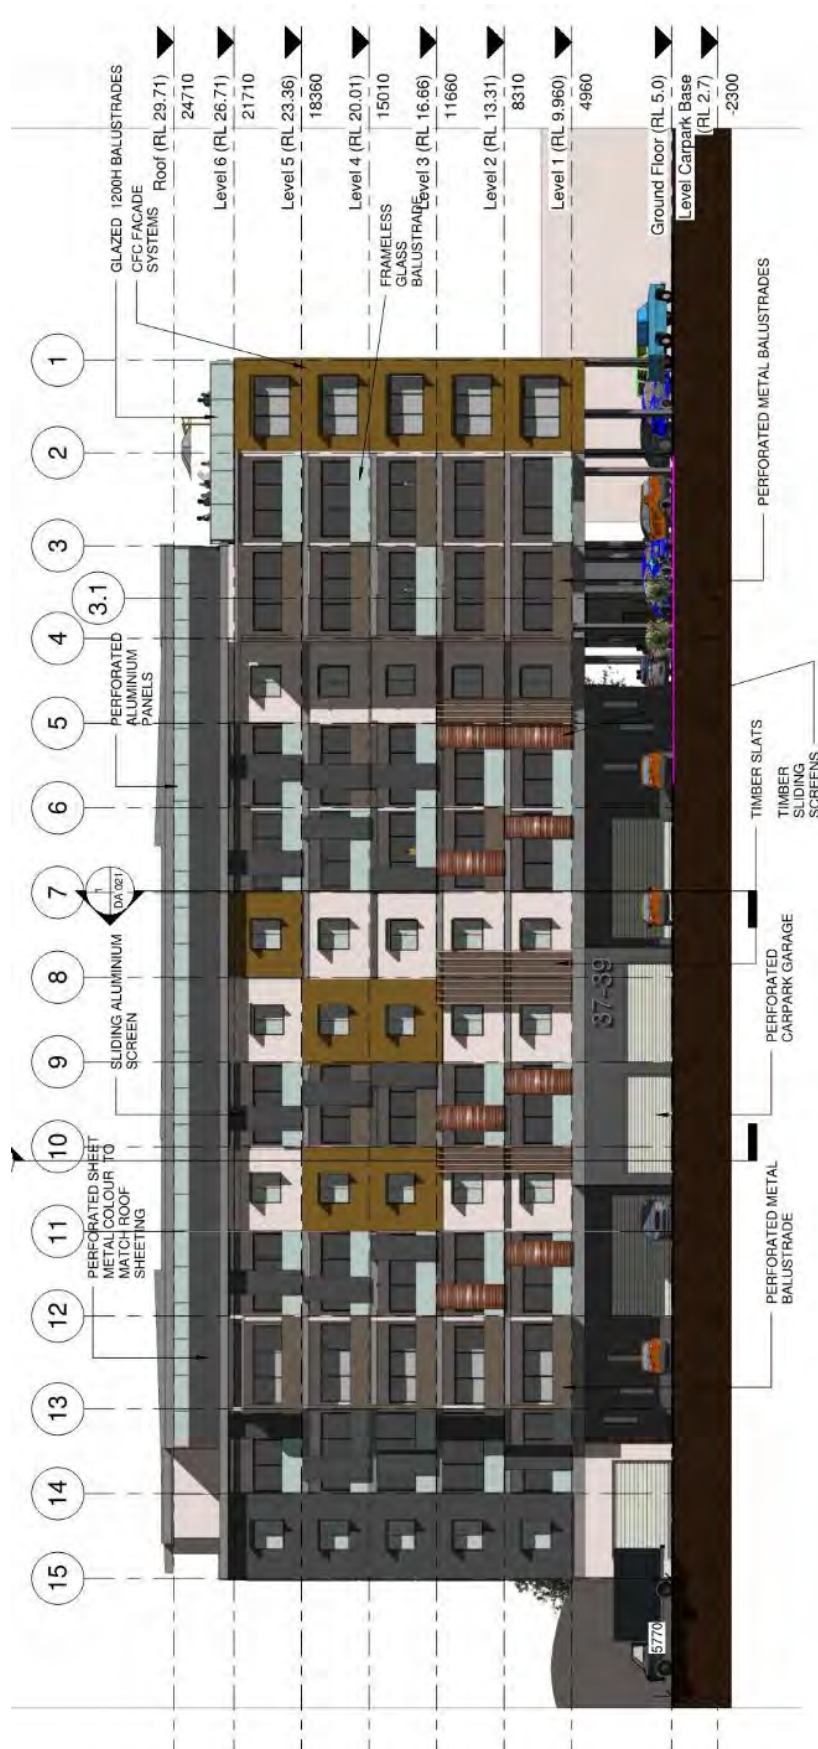 Roof (RL 29.71)
24710
Level 6 (RL 26.71)
21710
Level 5 (RL 23.36)
18360
Level 4 (RL 20.01)
15010
Level 3 (RL 16.66)
11660
Level 2 (RL 13.31)
8310
Level 1 (RL 9.960)
4960
Ground Floor (RL 5.0)
Level Carpark Base
(RL 2.7)
-2300
GLAZED 1200H BALUSTRADES
CFC FACADE
SYSTEMS
FRAMELESS
GLASS
BALUSTRADE
PERFORATED METAL BALUSTRADES
1
2
3
3.1
4
5
6
7
8
9
10
11
12
13
14
15
PERFORATED
ALUMINIUM
PANELS
1
DA 021
SLIDING ALUMINIUM
SCREEN
PERFORATED SHEET
METAL COLOUR TO
MATCH ROOF
SHEETING
TIMBER SLATS
TIMBER
SLIDING
SCREENS
PERFORATED
CARPARK GARAGE
PERFORATED METAL
BALUSTRADE
37-39
5770